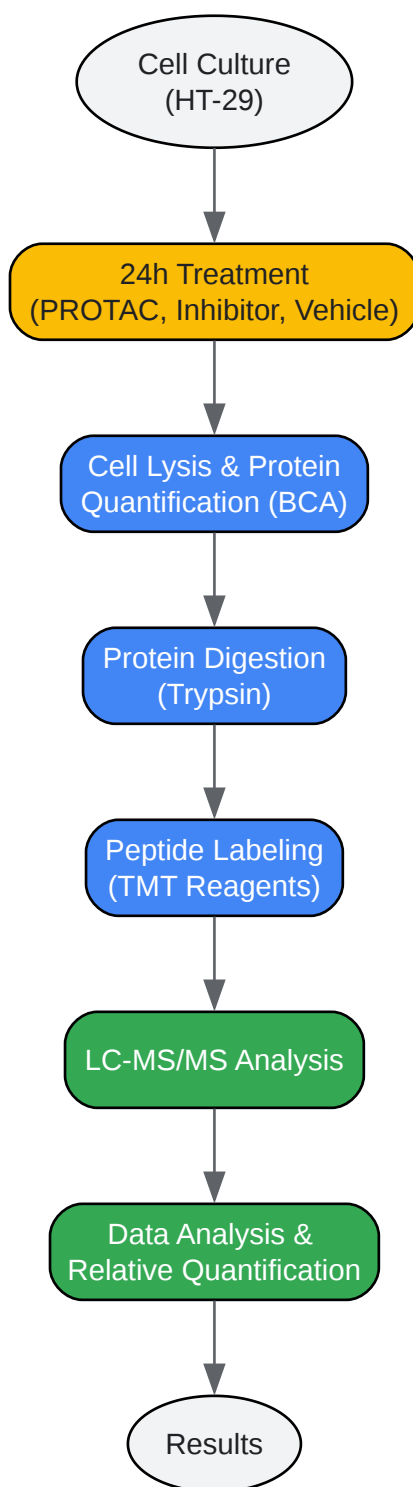 Cell Culture
(HT-29)
24h Treatment
(PROTAC, Inhibitor, Vehicle)
Cell Lysis & Protein
Quantification (BCA)
Protein Digestion
(Trypsin)
Peptide Labeling
(TMT Reagents)
LC-MS/MS Analysis
Data Analysis &
Relative Quantification
Results